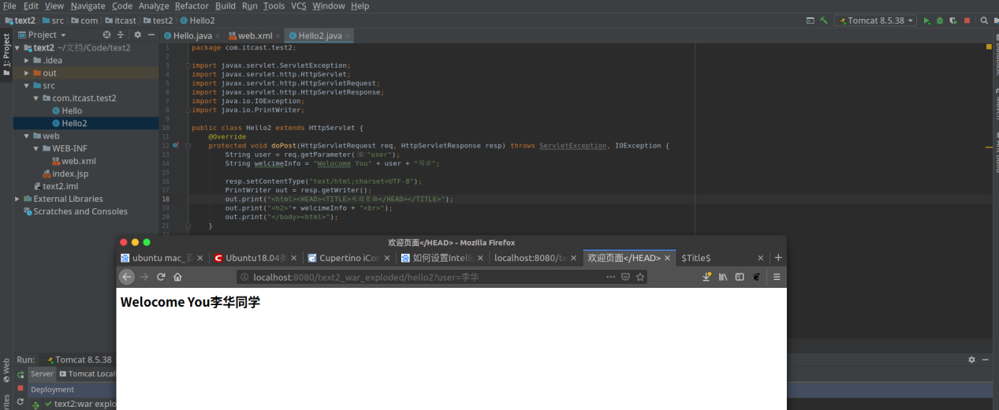 File Edit View Navigate Code Analyze Refactor Build Run Tools VCS Window Help
text2 src com itcast test2 Hello2
Tomcat 8.5.38
Project
Hello.java
web.xml
Hello2.java
1: Project
text2 ~/文档/Code/text2
.idea
out
src
com.itcast.test2
Hello
Hello2
web
WEB-INF
web.xml
index.jsp
text2.iml
External Libraries
Scratches and Consoles
1 package com.itcast.test2;
2
3 import javax.servlet.ServletException;
4 import javax.servlet.http.HttpServlet;
5 import javax.servlet.http.HttpServletRequest;
6 import javax.servlet.http.HttpServletResponse;
7 import java.io.IOException;
8 import java.io.PrintWriter;
9
10 public class Hello2 extends HttpServlet {
11 @Override
12 protected void doPost(HttpServletRequest req, HttpServletResponse resp) throws ServletException, IOException {
13 String user = req.getParameter( "user");
14 String welcimeInfo = "Welocome You" + user + "同学";
15
16 resp.setContentType("text/html;charset=UTF-8");
17 PrintWriter out = resp.getWriter();
18 out.print("<html><HEAD><TITLE>欢迎页面</HEAD></TITLE>");
19 out.print("<h2>"+ welcimeInfo + "<br>");
20 out.print("</body><html>");
21 }
Database
Maven
Ant Build
欢迎页面</HEAD> - Mozilla Firefox
ubuntu mac_百
Ubuntu18.04
Cupertino iCon
如何设置Intelli
localhost:8080/te
欢迎页面</HEAD>
$Title$
localhost:8080/text2_war_exploded/hello2?user=李华
Welocome You李华同学
Run: Tomcat 8.5.38
Server
Tomcat Local
Deployment
text2:war explo
Web
rites